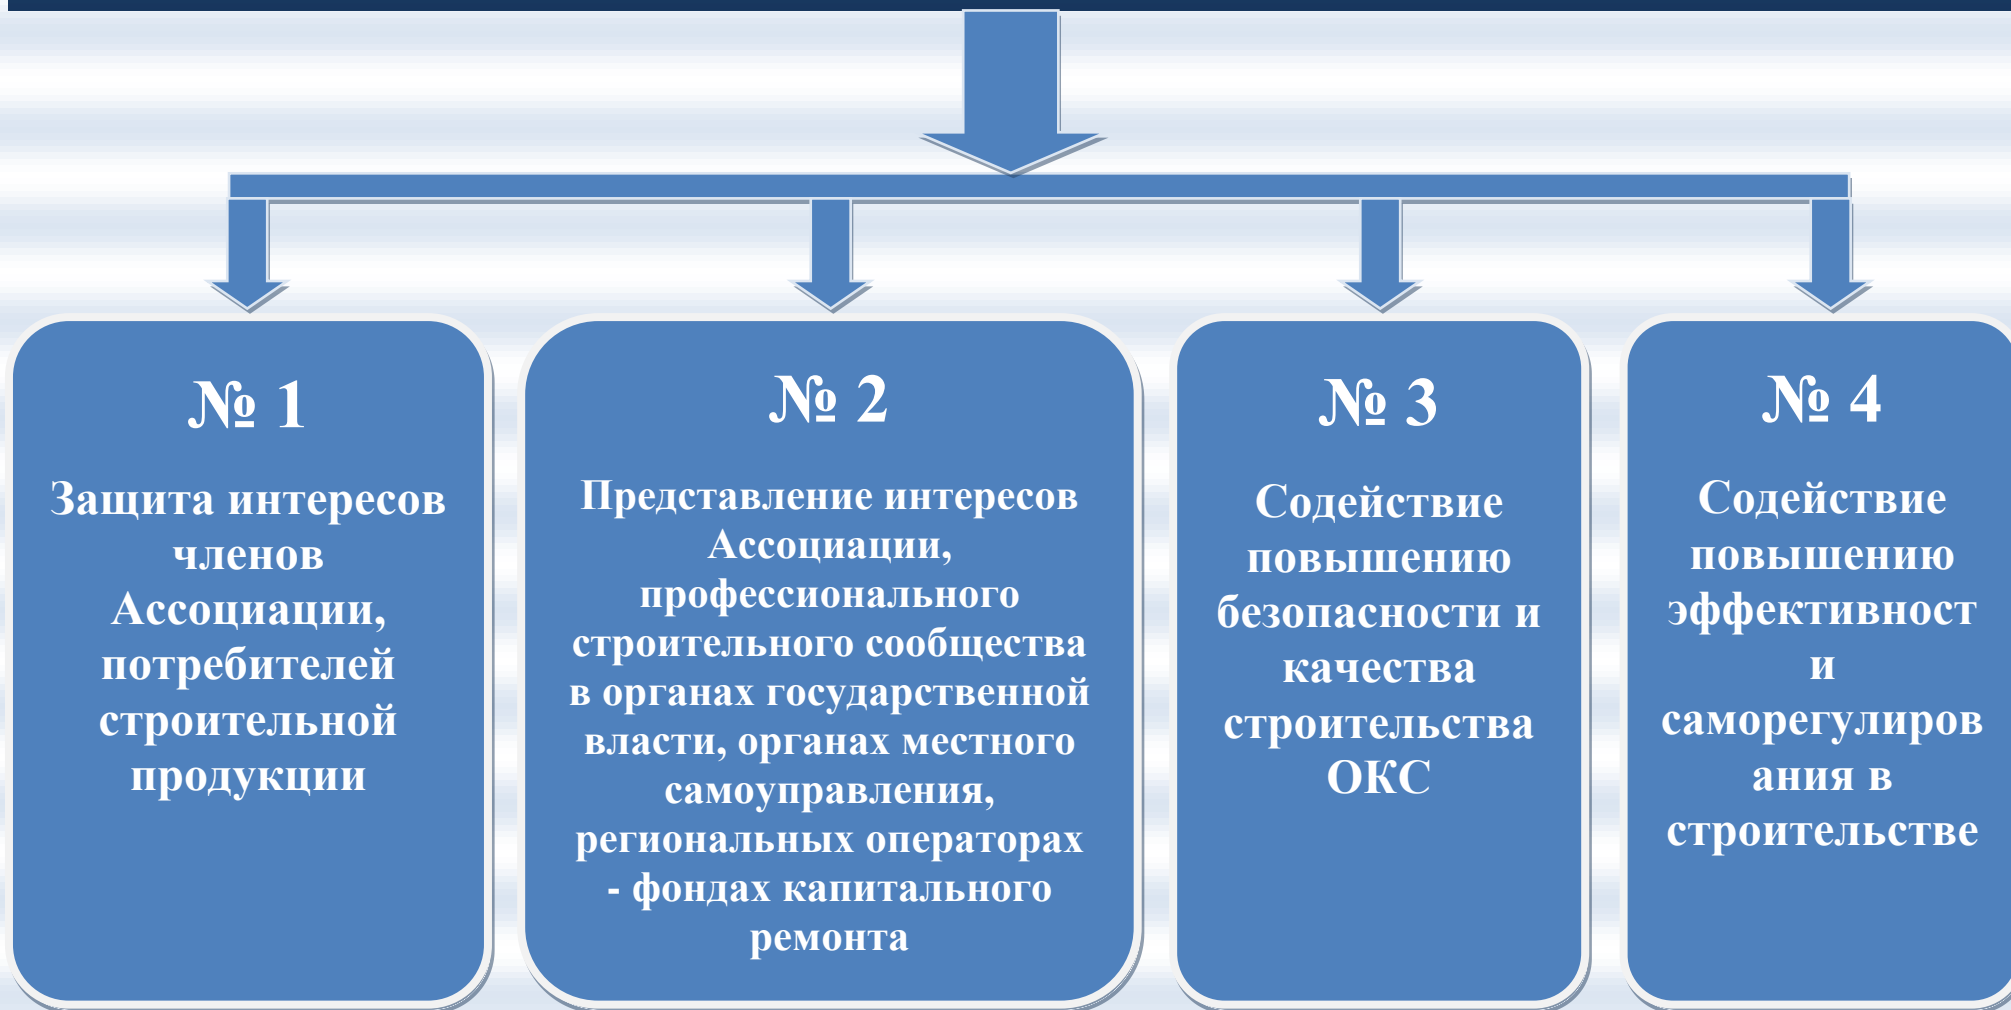 № 1
Защита интересов
членов
Ассоциации,
потребителей
строительной
продукции
№ 2
Представление интересов
Ассоциации,
профессионального
строительного сообщества
в органах государственной
власти, органах местного
самоуправления,
региональных операторах
- фондах капитального
ремонта
№ 3
Содействие
повышению
безопасности и
качества
строительства
ОКС
№ 4
Содействие
повышению
эффективност
и
саморегулиров
ания в
строительстве